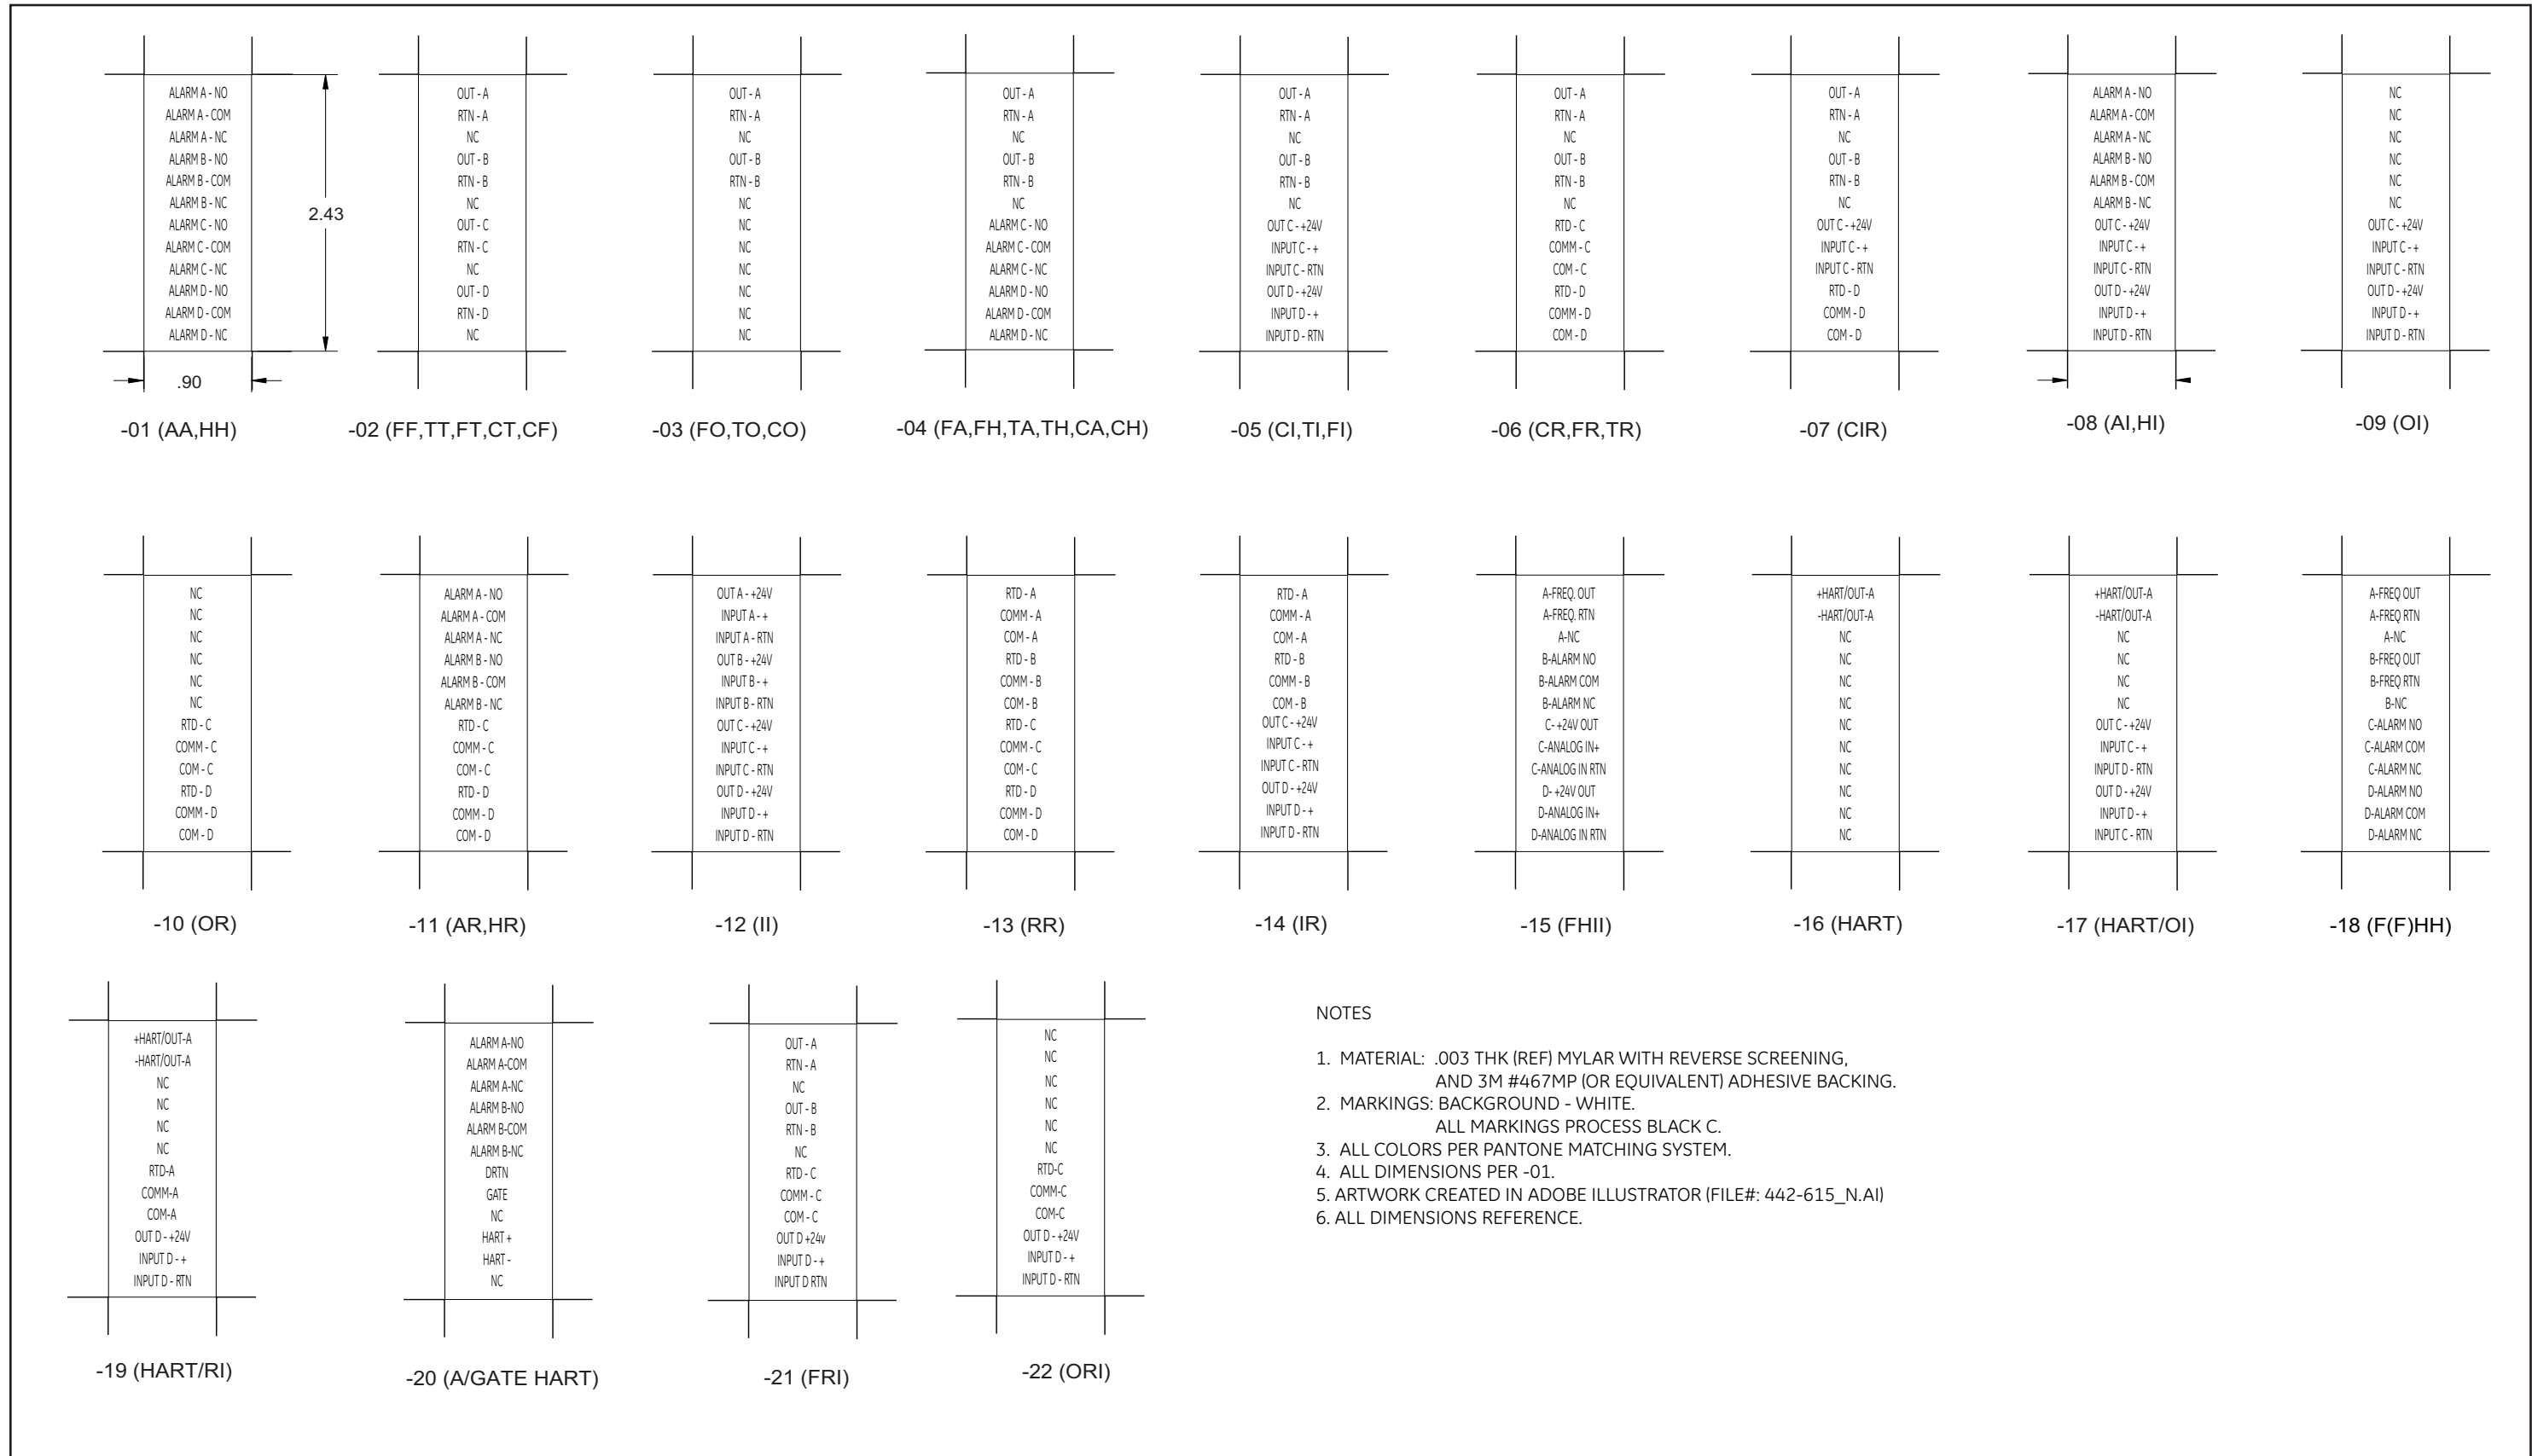 ALARM A - NO
ALARM A - COM
ALARM A - NC
ALARM B - NO
ALARM B - COM
ALARM B - NC
ALARM C - NO
ALARM C - COM
ALARM C - NC
ALARM D - NO
ALARM D - COM
ALARM D - NC
2.43
.90
-01 (AA,HH)
OUT - A
RTN - A
NC
OUT - B
RTN - B
NC
OUT - C
RTN - C
NC
OUT - D
RTN - D
NC
-02 (FF,TT,FT,CT,CF)
OUT - A
RTN - A
NC
OUT - B
RTN - B
NC
NC
NC
NC
NC
NC
NC
-03 (FO,TO,CO)
OUT - A
RTN - A
NC
OUT - B
RTN - B
NC
ALARM C - NO
ALARM C - COM
ALARM C - NC
ALARM D - NO
ALARM D - COM
ALARM D - NC
-04 (FA,FH,TA,TH,CA,CH)
OUT - A
RTN - A
NC
OUT - B
RTN - B
NC
OUT C - +24V
INPUT C - +
INPUT C - RTN
OUT D - +24V
INPUT D - +
INPUT D - RTN
-05 (CI,TI,FI)
OUT - A
RTN - A
NC
OUT - B
RTN - B
NC
RTD - C
COMM - C
COM - C
RTD - D
COMM - D
COM - D
-06 (CR,FR,TR)
OUT - A
RTN - A
NC
OUT - B
RTN - B
NC
OUT C - +24V
INPUT C - +
INPUT C - RTN
RTD - D
COMM - D
COM - D
-07 (CIR)
ALARM A - NO
ALARM A - COM
ALARM A - NC
ALARM B - NO
ALARM B - COM
ALARM B - NC
OUT C - +24V
INPUT C - +
INPUT C - RTN
OUT D - +24V
INPUT D - +
INPUT D - RTN
-08 (AI,HI)
NC
NC
NC
NC
NC
NC
OUT C - +24V
INPUT C - +
INPUT C - RTN
OUT D - +24V
INPUT D - +
INPUT D - RTN
-09 (OI)
NC
NC
NC
NC
NC
NC
RTD - C
COMM - C
COM - C
RTD - D
COMM - D
COM - D
-10 (OR)
ALARM A - NO
ALARM A - COM
ALARM A - NC
ALARM B - NO
ALARM B - COM
ALARM B - NC
RTD - C
COMM - C
COM - C
RTD - D
COMM - D
COM - D
-11 (AR,HR)
OUT A - +24V
INPUT A - +
INPUT A - RTN
OUT B - +24V
INPUT B - +
INPUT B - RTN
OUT C - +24V
INPUT C - +
INPUT C - RTN
OUT D - +24V
INPUT D - +
INPUT D - RTN
-12 (II)
RTD - A
COMM - A
COM - A
RTD - B
COMM - B
COM - B
RTD - C
COMM - C
COM - C
RTD - D
COMM - D
COM - D
-13 (RR)
RTD - A
COMM - A
COM - A
RTD - B
COMM - B
COM - B
OUT C - +24V
INPUT C - +
INPUT C - RTN
OUT D - +24V
INPUT D - +
INPUT D - RTN
-14 (IR)
A-FREQ. OUT
A-FREQ. RTN
A-NC
B-ALARM NO
B-ALARM COM
B-ALARM NC
C- +24V OUT
C-ANALOG IN+
C-ANALOG IN RTN
D- +24V OUT
D-ANALOG IN+
D-ANALOG IN RTN
-15 (FHII)
+HART/OUT-A
-HART/OUT-A
NC
NC
NC
NC
NC
NC
NC
NC
NC
NC
-16 (HART)
+HART/OUT-A
-HART/OUT-A
NC
NC
NC
NC
OUT C - +24V
INPUT C - +
INPUT D - RTN
OUT D - +24V
INPUT D - +
INPUT C - RTN
-17 (HART/OI)
A-FREQ OUT
A-FREQ RTN
A-NC
B-FREQ OUT
B-FREQ RTN
B-NC
C-ALARM NO
C-ALARM COM
C-ALARM NC
D-ALARM NO
D-ALARM COM
D-ALARM NC
-18 (F(F)HH)
+HART/OUT-A
-HART/OUT-A
NC
NC
NC
NC
RTD-A
COMM-A
COM-A
OUT D - +24V
INPUT D - +
INPUT D - RTN
-19 (HART/RI)
ALARM A-NO
ALARM A-COM
ALARM A-NC
ALARM B-NO
ALARM B-COM
ALARM B-NC
DRTN
GATE
NC
HART +
HART -
NC
-20 (A/GATE HART)
OUT - A
RTN - A
NC
OUT - B
RTN - B
NC
RTD - C
COMM - C
COM - C
OUT D +24v
INPUT D - +
INPUT D RTN
-21 (FRI)
NC
NC
NC
NC
NC
NC
RTD-C
COMM-C
COM-C
OUT D - +24V
INPUT D - +
INPUT D - RTN
-22 (ORI)
NOTES
1. MATERIAL: .003 THK (REF) MYLAR WITH REVERSE SCREENING,
AND 3M #467MP (OR EQUIVALENT) ADHESIVE BACKING.
2. MARKINGS: BACKGROUND - WHITE.
ALL MARKINGS PROCESS BLACK C.
3. ALL COLORS PER PANTONE MATCHING SYSTEM.
4. ALL DIMENSIONS PER -01.
5. ARTWORK CREATED IN ADOBE ILLUSTRATOR (FILE#: 442-615_N.AI)
6. ALL DIMENSIONS REFERENCE.